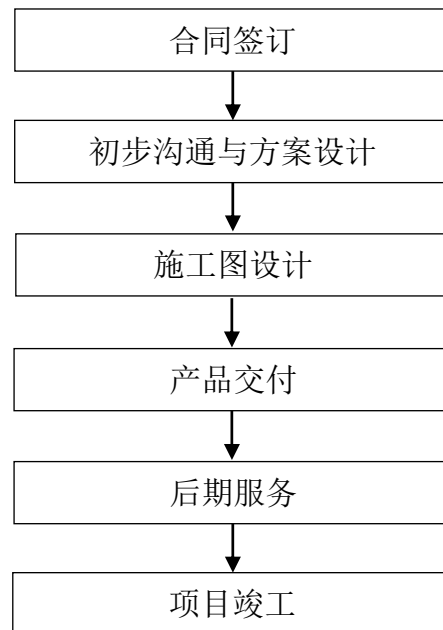 合同签订
初步沟通与方案设计
施工图设计
产品交付
后期服务
项目竣工